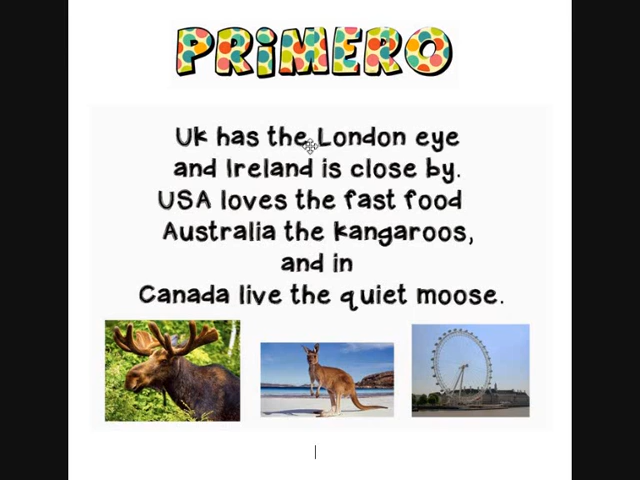 PRiMERO
Uk has the London eye
and Ireland is close by.
USA loves the fast food
Australia the kangaroos,
and in
Canada live the quiet moose.